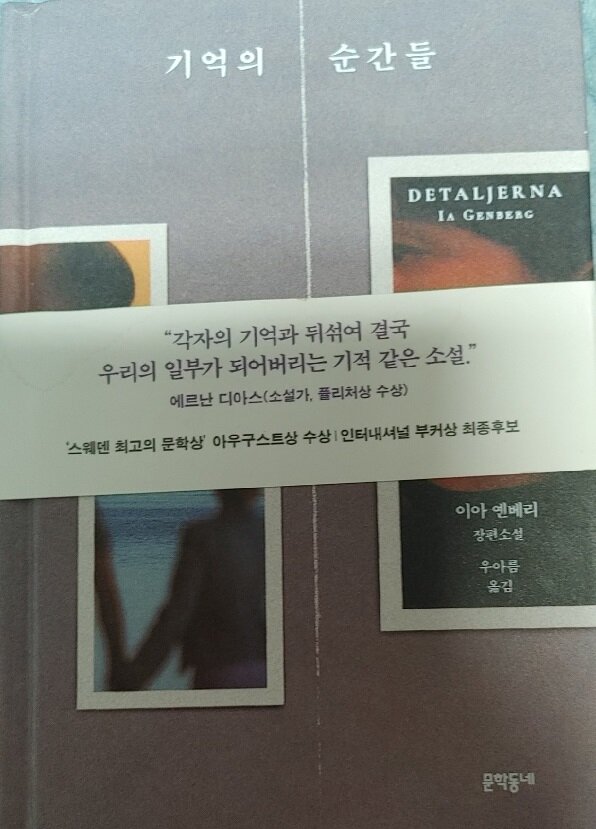 기억의 순간들
DETALJERNA
IA GENBERG
“각자의 기억과 뒤섞여 결국
우리의 일부가 되어버리는 기적 같은 소설.”
에르난 디아스(소설가, 퓰리처상 수상)
‘스웨덴 최고의 문학상’ 아우구스트상 수상 | 인터내셔널 부커상 최종후보
이아 옌베리
장편소설
우아름
옮김
문학동네